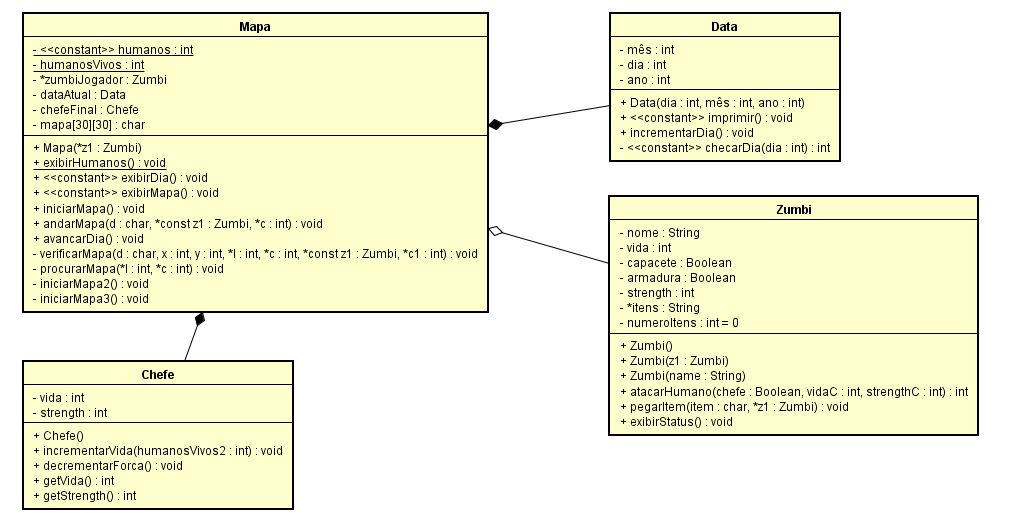 Mapa
- <<constant>> humanos : int
- humanosVivos : int
- *zumbiJogador : Zumbi
- dataAtual : Data
- chefeFinal : Chefe
- mapa[30][30] : char
+ Mapa(*z1 : Zumbi)
+ exibirHumanos() : void
+ <<constant>> exibirDia() : void
+ <<constant>> exibirMapa() : void
+ iniciarMapa() : void
+ andarMapa(d : char, *const z1 : Zumbi, *c : int) : void
+ avancarDia() : void
- verificarMapa(d : char, x : int, y : int, *l : int, *c : int, *const z1 : Zumbi, *c1 : int) : void
- procurarMapa(*l : int, *c : int) : void
- iniciarMapa2() : void
- iniciarMapa3() : void
Data
- mês : int
- dia : int
- ano : int
+ Data(dia : int, mês : int, ano : int)
+ <<constant>> imprimir() : void
+ incrementarDia() : void
- <<constant>> checarDia(dia : int) : int
Zumbi
- nome : String
- vida : int
- capacete : Boolean
- armadura : Boolean
- strength : int
- *itens : String
- numeroItens : int = 0
+ Zumbi()
+ Zumbi(z1 : Zumbi)
+ Zumbi(name : String)
+ atacarHumano(chefe : Boolean, vidaC : int, strengthC : int) : int
+ pegarItem(item : char, *z1 : Zumbi) : void
+ exibirStatus() : void
Chefe
- vida : int
- strength : int
+ Chefe()
+ incrementarVida(humanosVivos2 : int) : void
+ decrementarForca() : void
+ getVida() : int
+ getStrength() : int